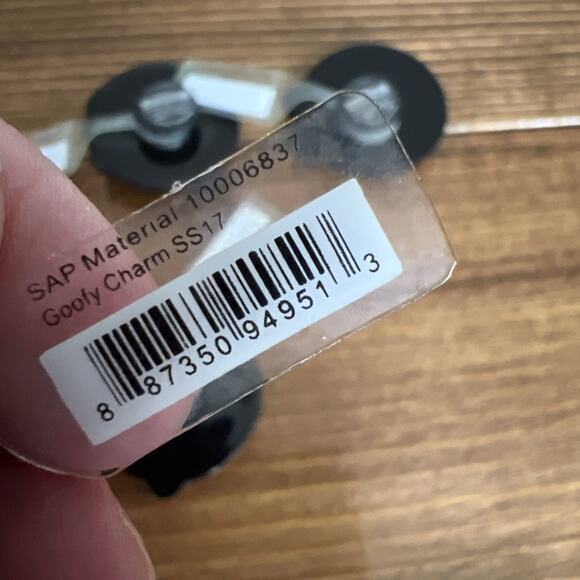 SAP Material 10006837
Goofy Charm SS17
8 87350 94951 3